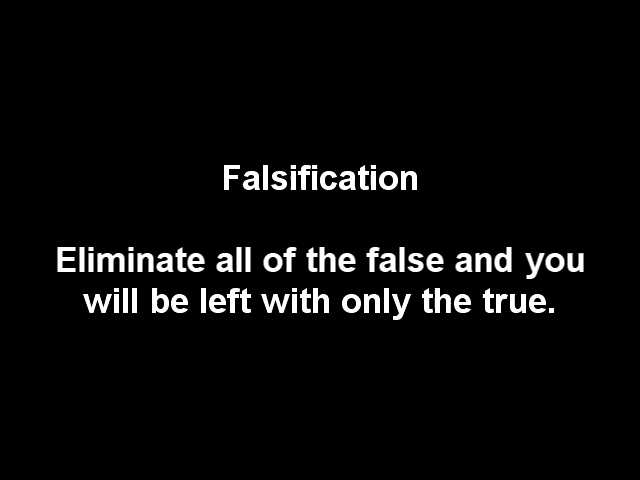 Falsification
Eliminate all of the false and you
will be left with only the true.